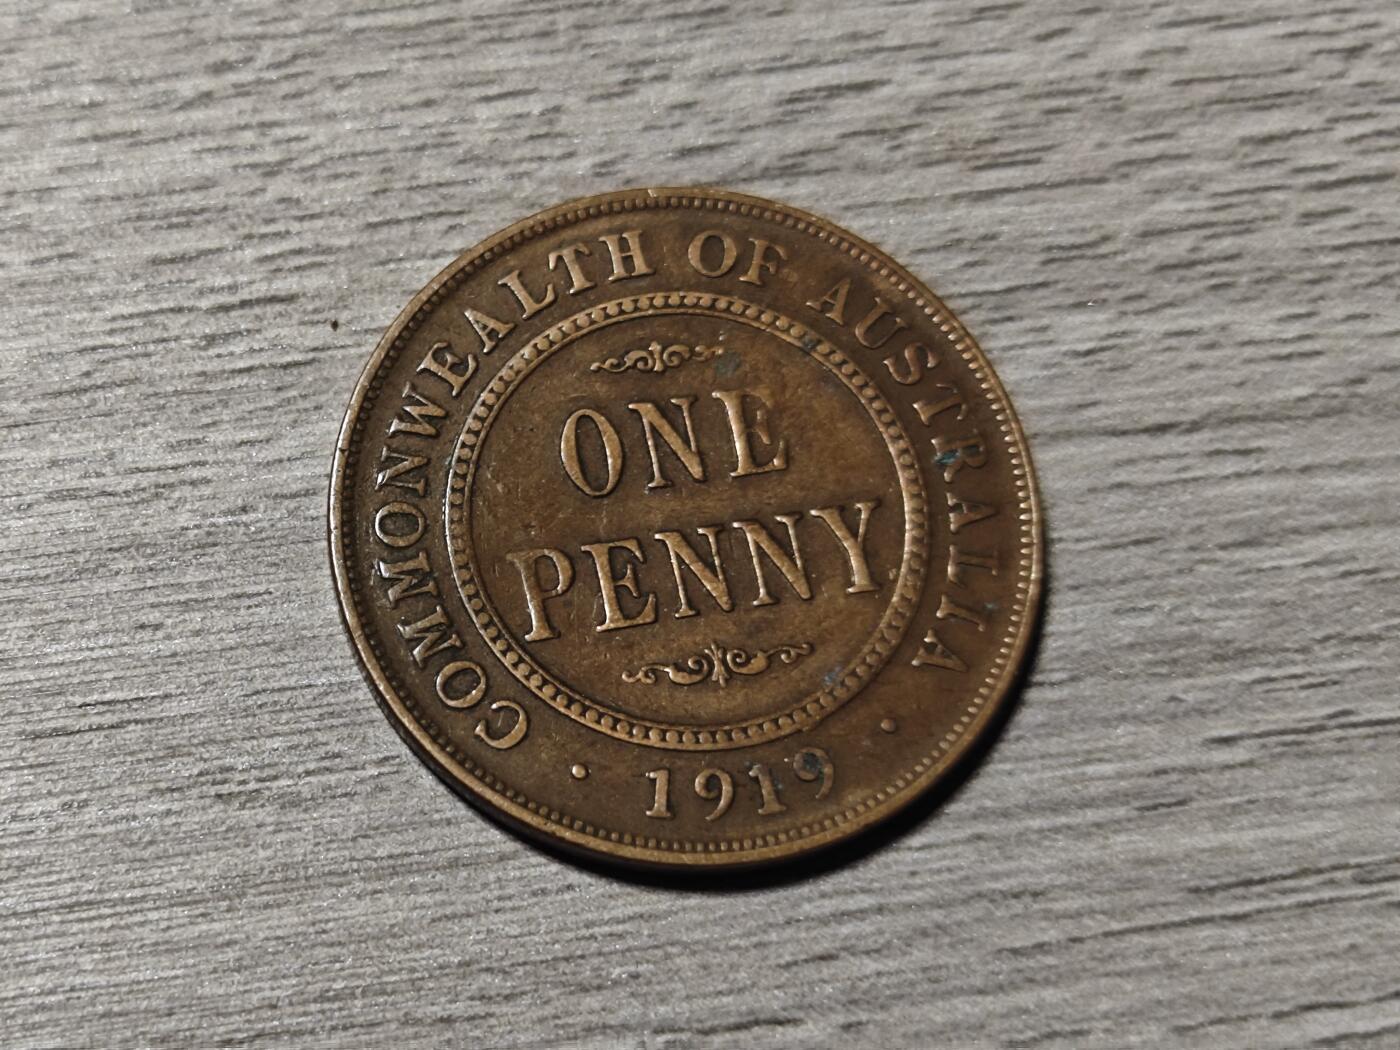 COMMONWEALTH OF AUSTRALIA
ONE
PENNY
· 1919 ·